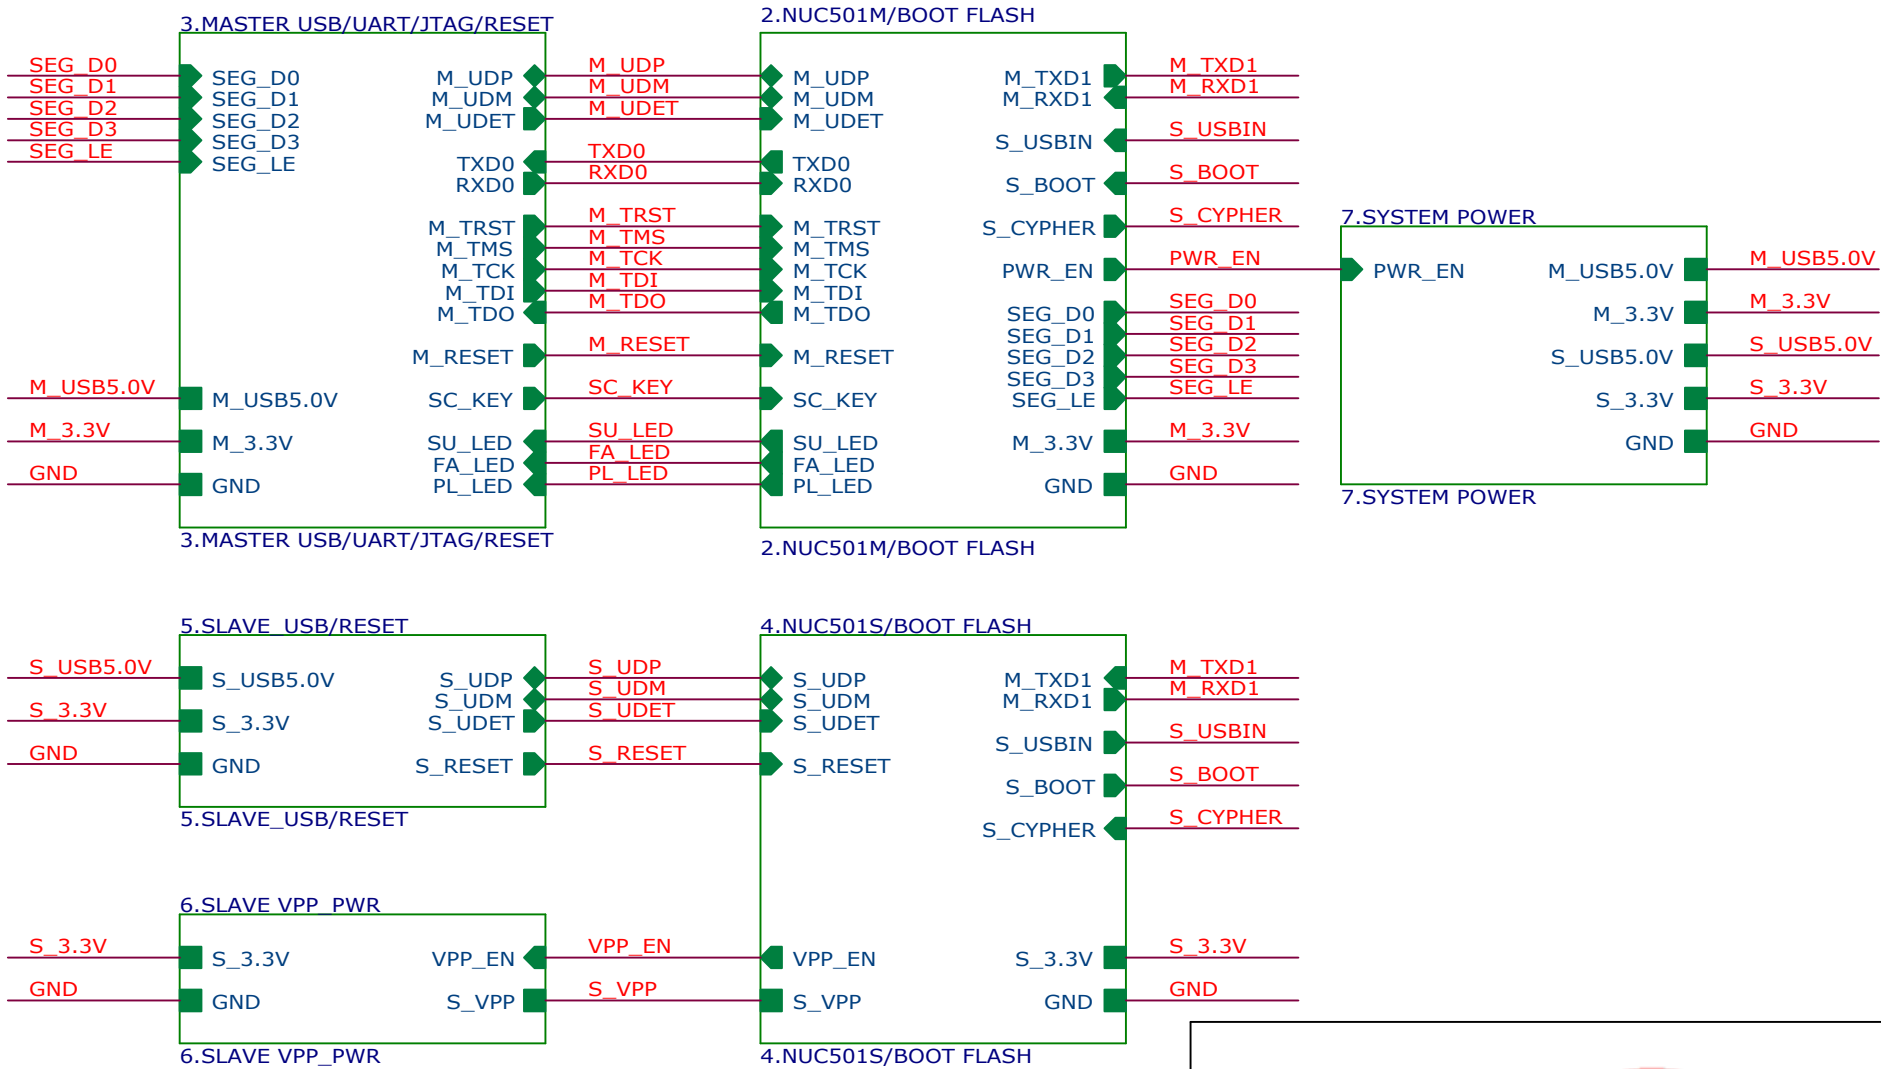 3.MASTER USB/UART/JTAG/RESET
SEG_D0
SEG_D1
SEG_D2
SEG_D3
SEG_LE
M_USB5.0V
M_3.3V
GND
SEG_D0
SEG_D1
SEG_D2
SEG_D3
SEG_LE
M_USB5.0V
M_3.3V
GND
M_UDP
M_UDM
M_UDET
TXD0
RXD0
M_TRST
M_TMS
M_TCK
M_TDI
M_TDO
M_RESET
SC_KEY
SU_LED
FA_LED
PL_LED
3.MASTER USB/UART/JTAG/RESET
M_UDP
M_UDM
M_UDET
TXD0
RXD0
M_TRST
M_TMS
M_TCK
M_TDI
M_TDO
M_RESET
SC_KEY
SU_LED
FA_LED
PL_LED
2.NUC501M/BOOT FLASH
M_UDP
M_UDM
M_UDET
TXD0
RXD0
M_TRST
M_TMS
M_TCK
M_TDI
M_TDO
M_RESET
SC_KEY
SU_LED
FA_LED
PL_LED
M_TXD1
M_RXD1
S_USBIN
S_BOOT
S_CYPHER
PWR_EN
SEG_D0
SEG_D1
SEG_D2
SEG_D3
SEG_LE
M_3.3V
GND
2.NUC501M/BOOT FLASH
M_TXD1
M_RXD1
S_USBIN
S_BOOT
S_CYPHER
PWR_EN
SEG_D0
SEG_D1
SEG_D2
SEG_D3
SEG_LE
M_3.3V
GND
7.SYSTEM POWER
PWR_EN
M_USB5.0V
M_3.3V
S_USB5.0V
S_3.3V
GND
7.SYSTEM POWER
M_USB5.0V
M_3.3V
S_USB5.0V
S_3.3V
GND
5.SLAVE_USB/RESET
S_USB5.0V
S_3.3V
GND
S_USB5.0V
S_3.3V
GND
S_UDP
S_UDM
S_UDET
S_RESET
5.SLAVE_USB/RESET
S_UDP
S_UDM
S_UDET
S_RESET
6.SLAVE VPP_PWR
S_3.3V
GND
S_3.3V
GND
VPP_EN
S_VPP
6.SLAVE VPP_PWR
VPP_EN
S_VPP
4.NUC501S/BOOT FLASH
S_UDP
S_UDM
S_UDET
S_RESET
VPP_EN
S_VPP
M_TXD1
M_RXD1
S_USBIN
S_BOOT
S_CYPHER
S_3.3V
GND
4.NUC501S/BOOT FLASH
M_TXD1
M_RXD1
S_USBIN
S_BOOT
S_CYPHER
S_3.3V
GND